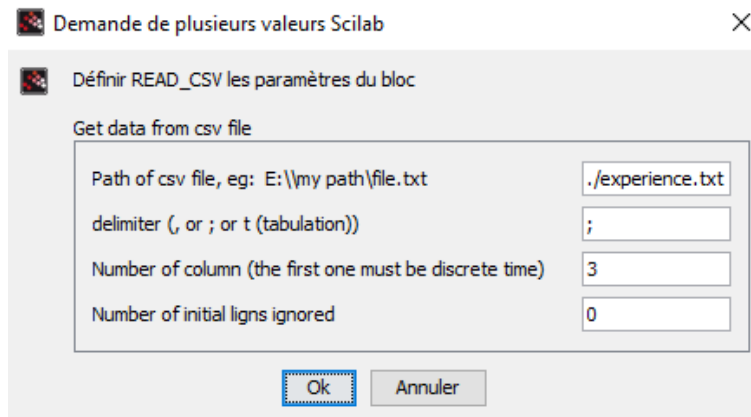 Demande de plusieurs valeurs Scilab
Définir READ_CSV les paramètres du bloc
Get data from csv file
Path of csv file, eg: E:\\my path\file.txt ./experience.txt
delimiter (, or ; or t (tabulation)) ;
Number of column (the first one must be discrete time) 3
Number of initial ligns ignored 0
Ok Annuler